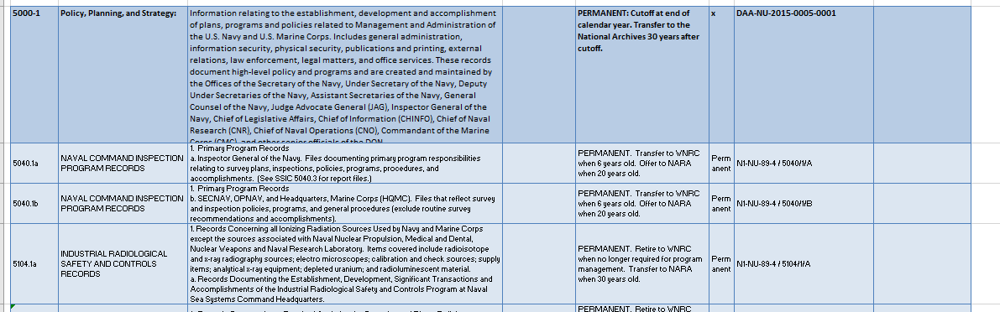 5000-1
Policy, Planning, and Strategy:
Information relating to the establishment, development and accomplishment
of plans, programs and policies related to Management and Administration of
the U.S. Navy and U.S. Marine Corps. Includes general administration,
information security, physical security, publications and printing, external
relations, law enforcement, legal matters, and office services. These records
document high-level policy and programs and are created and maintained by
the Offices of the Secretary of the Navy, Under Secretary of the Navy, Deputy
Under Secretaries of the Navy, Assistant Secretaries of the Navy, General
Counsel of the Navy, Judge Advocate General (JAG), Inspector General of the
Navy, Chief of Legislative Affairs, Chief of Information (CHINFO), Chief of Naval
Research (CNR), Chief of Naval Operations (CNO), Commandant of the Marine
Corps (CMC), and other senior officials of the DON.
PERMANENT: Cutoff at end of
calendar year. Transfer to the
National Archives 30 years after
cutoff.
x
DAA-NU-2015-0005-0001
5040.1a
NAVAL COMMAND INSPECTION
PROGRAM RECORDS
1. Primary Program Records
a. Inspector General of the Navy. Files documenting primary program responsibilities
relating to survey plans, inspections, policies, programs, procedures, and
accomplishments. (See SSIC 5040.3 for report files.)
PERMANENT. Transfer to WNRC
when 6 years old. Offer to NARA
when 20 years old.
Perm
anent
N1-NU-89-4 / 5040/1/A
5040.1b
NAVAL COMMAND INSPECTION
PROGRAM RECORDS
1. Primary Program Records
b. SECNAV, OPNAV, and Headquarters, Marine Corps (HQMC). Files that reflect survey
and inspection policies, programs, and general procedures (exclude routine survey
recommendations and accomplishments).
PERMANENT. Transfer to WNRC
when 6 years old. Offer to NARA
when 20 years old.
Perm
anent
N1-NU-89-4 / 5040/1/B
5104.1a
INDUSTRIAL RADIOLOGICAL
SAFETY AND CONTROLS
RECORDS
1. Records Concerning all Ionizing Radiation Sources Used by Navy and Marine Corps
except the sources associated with Naval Nuclear Propulsion, Medical and Dental,
Nuclear Weapons and Naval Research Laboratory. Items covered include radioisotope
and x-ray radiography sources; electro microscopes; calibration and check sources; supply
items; analytical x-ray equipment; depleted uranium; and radioluminescent material.
a. Records Documenting the Establishment, Development, Significant Transactions and
Accomplishments of the Industrial Radiological Safety and Controls Program at Naval
Sea Systems Command Headquarters.
PERMANENT. Retire to WNRC
when no longer required for program
management. Transfer to NARA
when 30 years old.
Perm
anent
N1-NU-89-4 / 5104/1/A
PERMANENT. Retire to WNRC